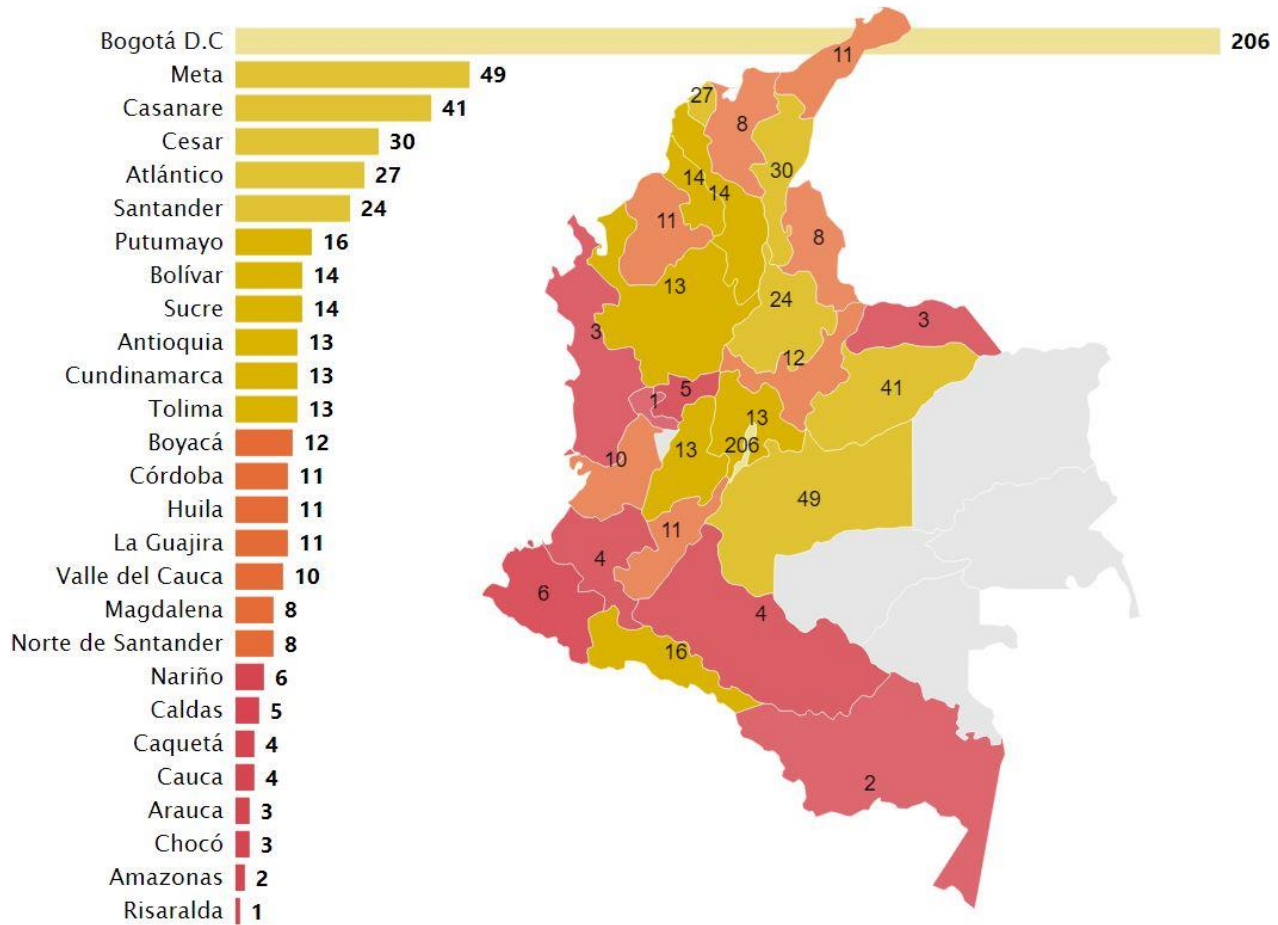 Bogotá D.C 206
Meta 49
Casanare 41
Cesar 30
Atlántico 27
Santander 24
Putumayo 16
Bolívar 14
Sucre 14
Antioquia 13
Cundinamarca 13
Tolima 13
Boyacá 12
Córdoba 11
Huila 11
La Guajira 11
Valle del Cauca 10
Magdalena 8
Norte de Santander 8
Nariño 6
Caldas 5
Caquetá 4
Cauca 4
Arauca 3
Chocó 3
Amazonas 2
Risaralda 1
11
27
8
30
14
14
11
8
13
24
3
3
12
5
41
1
13
206
13
10
49
11
4
6
4
16
2